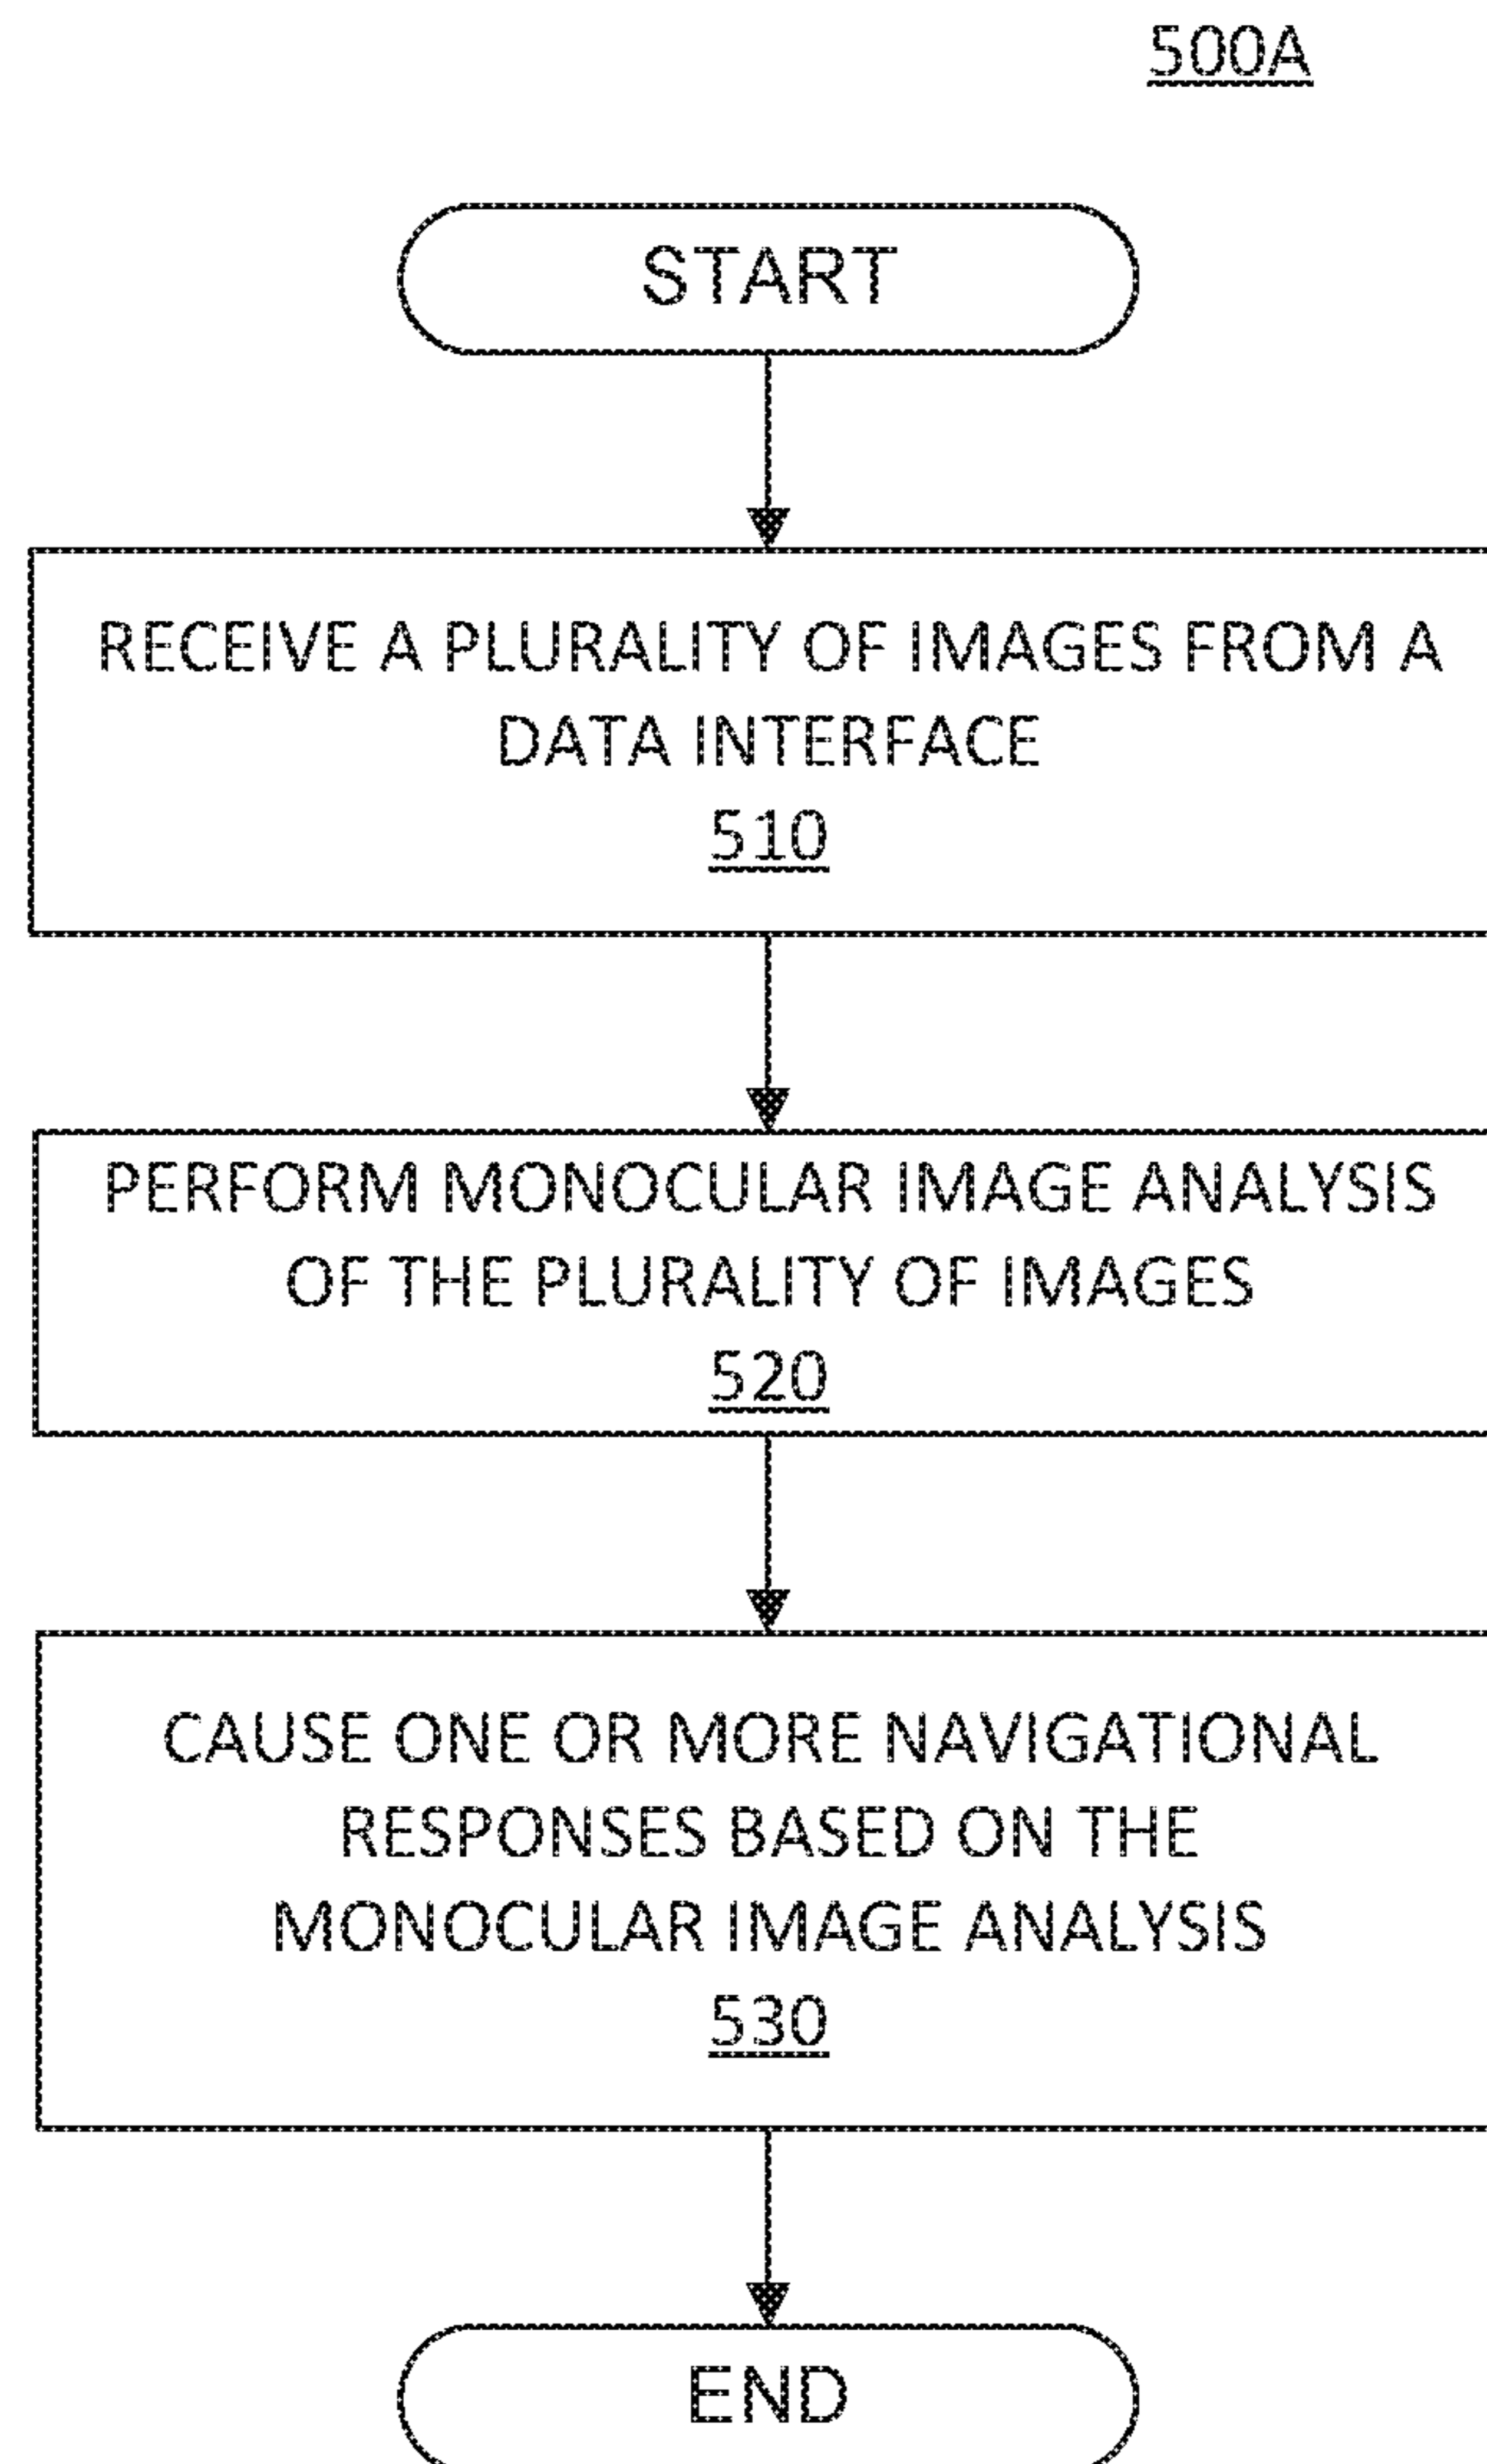 500A
START
RECEIVE A PLURALITY OF IMAGES FROM A
DATA INTERFACE
510
PERFORM MONOCULAR IMAGE ANALYSIS
OF THE PLURALITY OF IMAGES
520
CAUSE ONE OR MORE NAVIGATIONAL
RESPONSES BASED ON THE
MONOCULAR IMAGE ANALYSIS
530
END